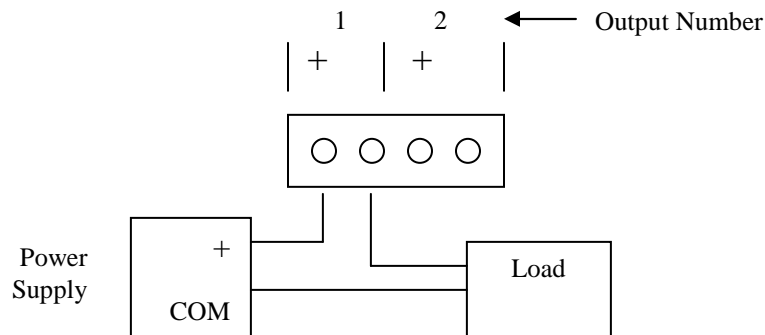 1 2 Output Number
+ +
+
Power
Supply
Load
COM